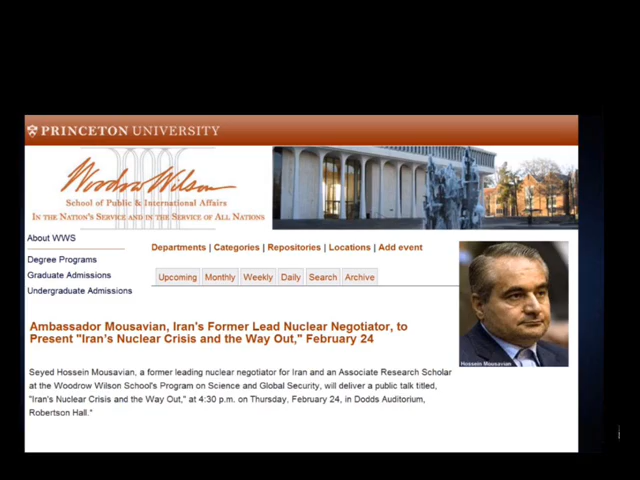 PRINCETON UNIVERSITY
Woodrow Wilson
School of Public & International Affairs
IN THE NATION'S SERVICE AND IN THE SERVICE OF ALL NATIONS
About WWS
Degree Programs
Graduate Admissions
Undergraduate Admissions
Departments | Categories | Repositories | Locations | Add event
Upcoming Monthly Weekly Daily Search Archive
Hossein Mousavian
Ambassador Mousavian, Iran's Former Lead Nuclear Negotiator, to
Present "Iran's Nuclear Crisis and the Way Out," February 24
Seyed Hossein Mousavian, a former leading nuclear negotiator for Iran and an Associate Research Scholar
at the Woodrow Wilson School's Program on Science and Global Security, will deliver a public talk titled,
"Iran's Nuclear Crisis and the Way Out," at 4:30 p.m. on Thursday, February 24, in Dodds Auditorium,
Robertson Hall."